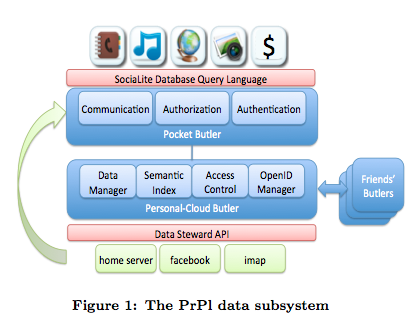 $
SociaLite Database Query Language
Communication
Authorization
Authentication
Pocket Butler
Data
Manager
Semantic
Index
Access
Control
OpenID
Manager
Personal-Cloud Butler
Friends'
Butlers
Data Steward API
home server
facebook
imap
Figure 1: The PrPl data subsystem